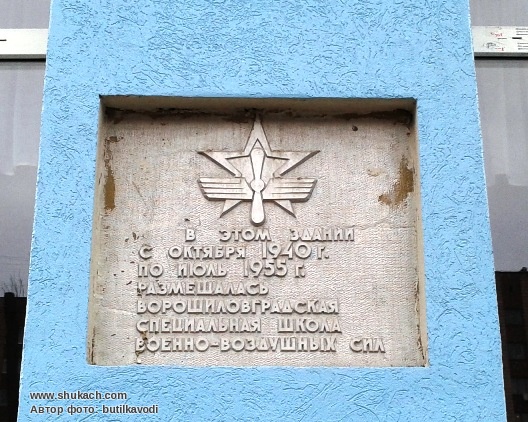 В ЭТОМ ЗДАНИИ
С ОКТЯБРЯ 1940 Г.
ПО ИЮЛЬ 1955 Г.
РАЗМЕЩАЛАСЬ
ВОРОШИЛОВГРАДСКАЯ
СПЕЦИАЛЬНАЯ ШКОЛА
ВОЕННО-ВОЗДУШНЫХ СИЛ
www.shukach.com
Автор фото: butilkavodi